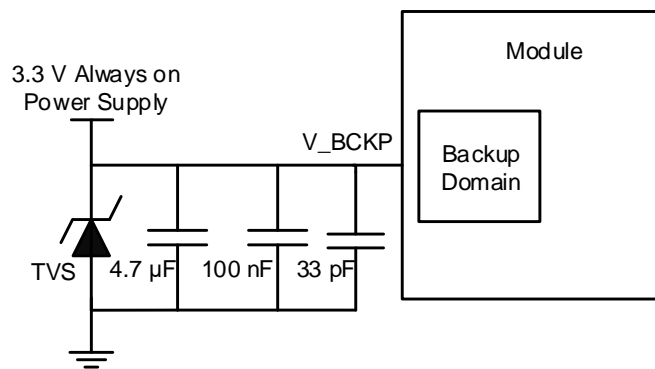 Module
3.3 V Always on
Power Supply
V_BCKP
Backup
Domain
TVS
4.7 µF
100 nF
33 pF